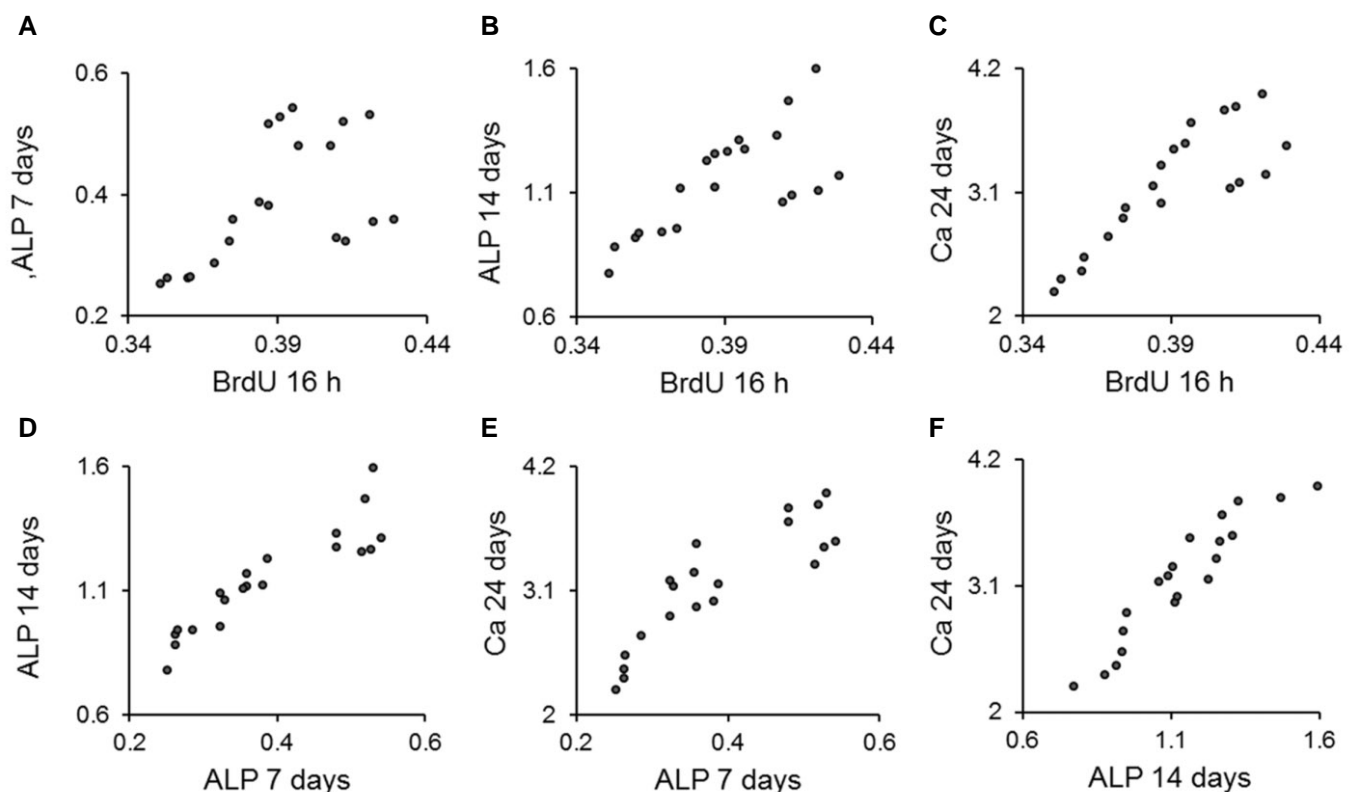 A
B
C
0.6
0.4
0.2
,ALP 7 days
0.34
0.39
0.44
BrdU 16 h
1.6
1.1
0.6
ALP 14 days
0.34
0.39
0.44
BrdU 16 h
4.2
3.1
2
Ca 24 days
0.34
0.39
0.44
BrdU 16 h
D
E
F
1.6
1.1
0.6
ALP 14 days
0.2
0.4
0.6
ALP 7 days
4.2
3.1
2
Ca 24 days
0.2
0.4
0.6
ALP 7 days
4.2
3.1
2
Ca 24 days
0.6
1.1
1.6
ALP 14 days